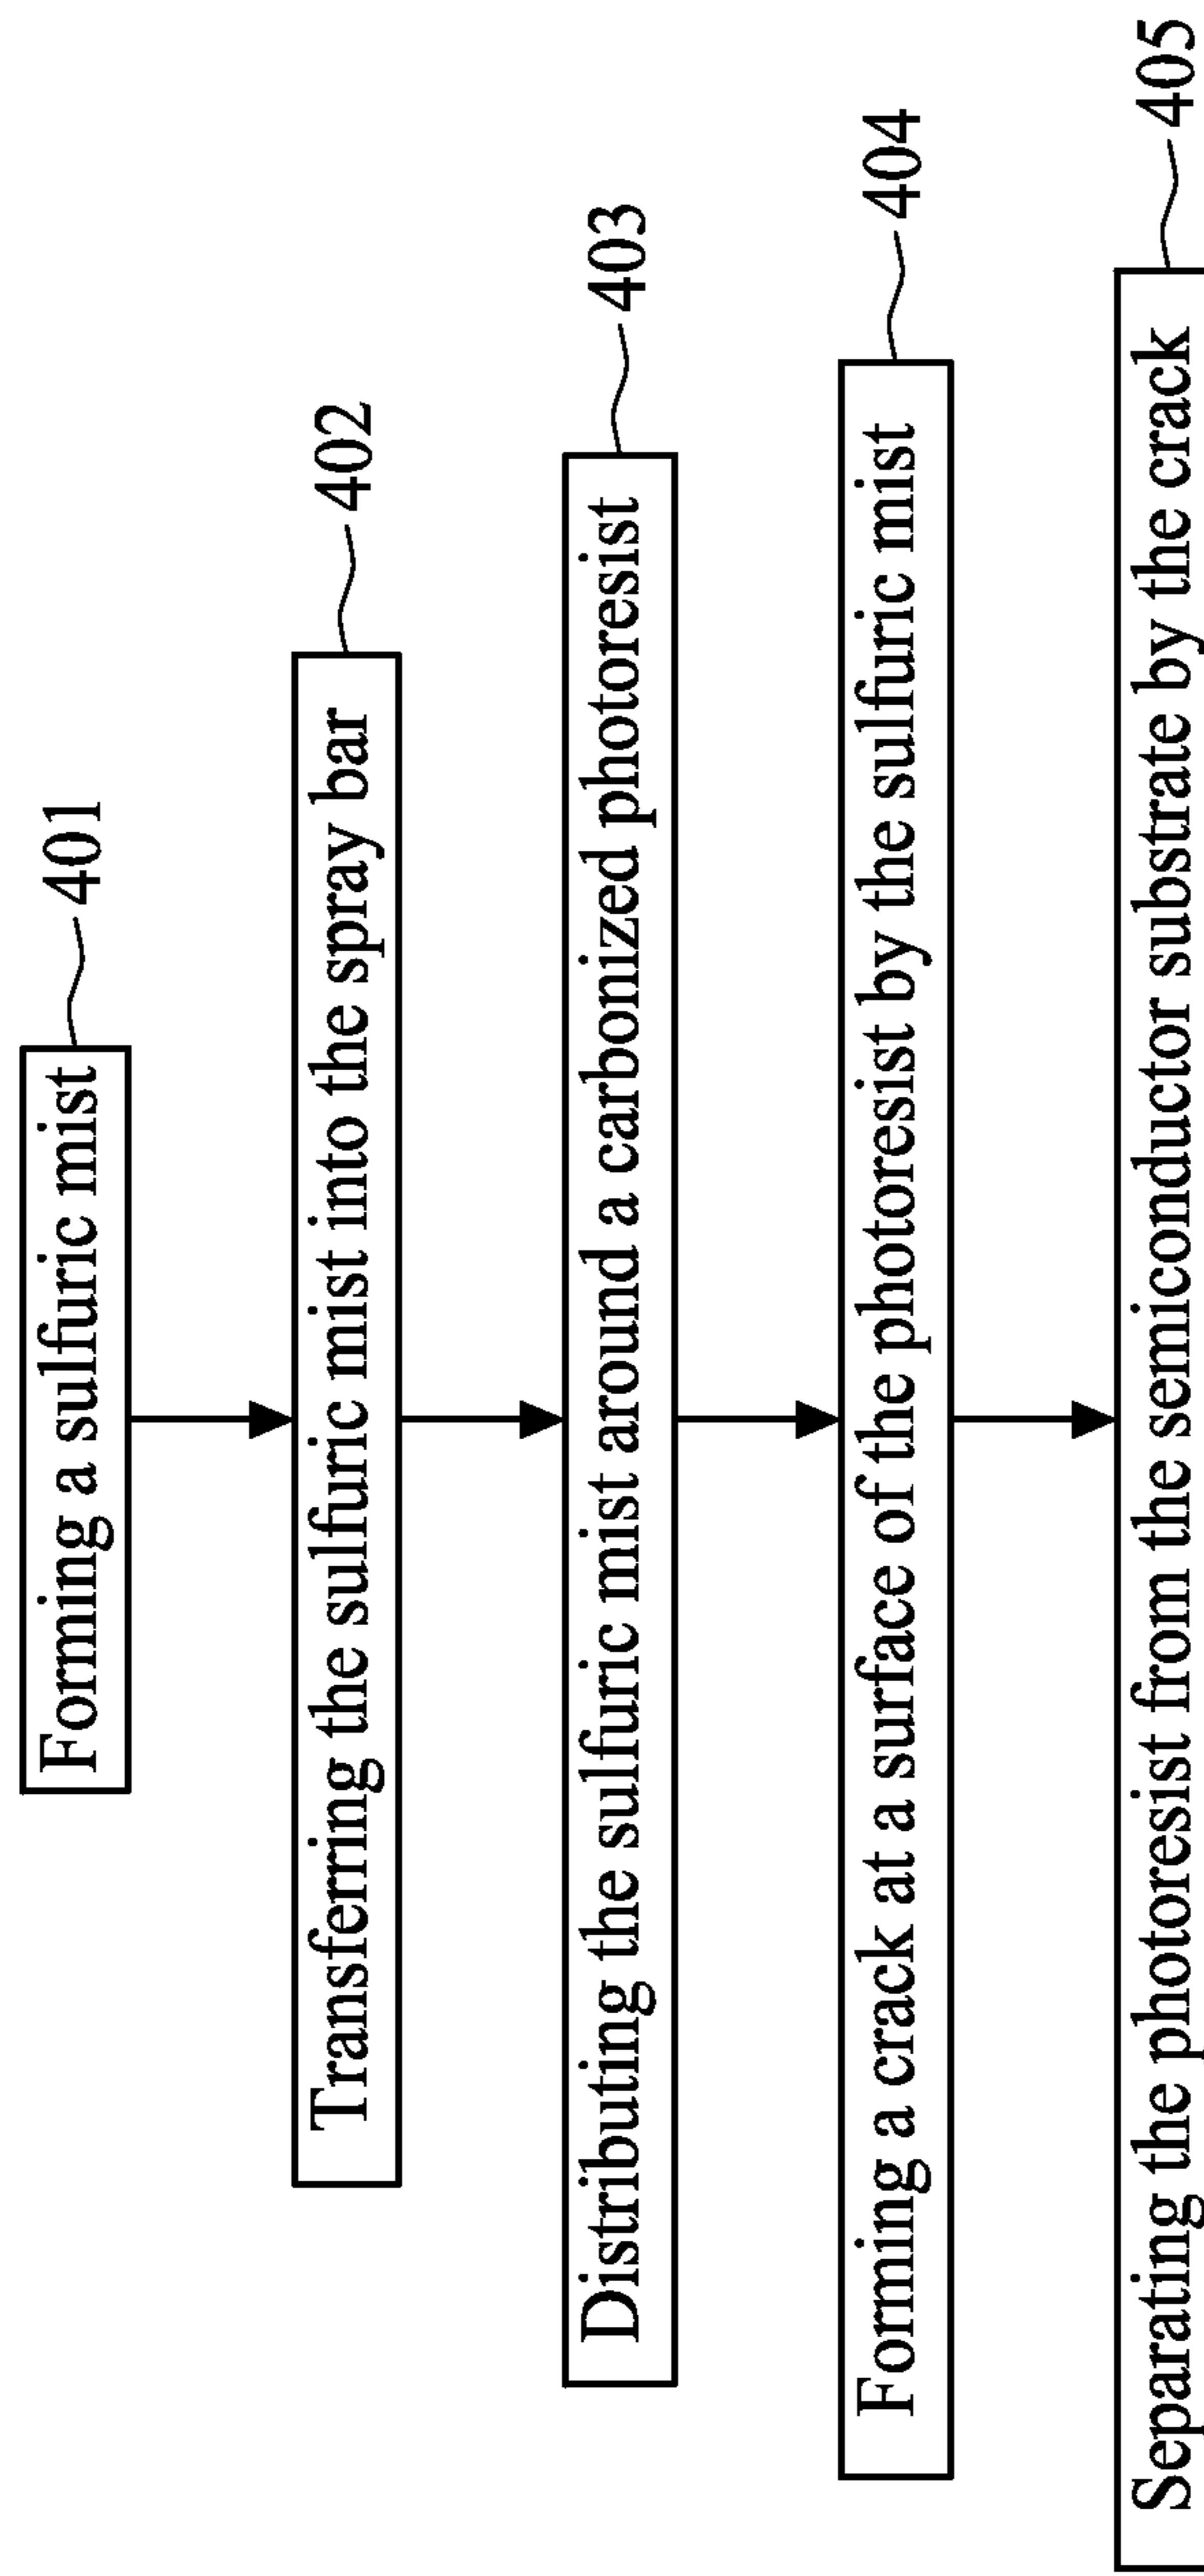 Forming a sulfuric mist
401
Transferring the sulfuric mist into the spray bar
402
Distributing the sulfuric mist around a carbonized photoresist
403
Forming a crack at a surface of the photoresist by the sulfuric mist
404
Separating the photoresist from the semiconductor substrate by the crack
405